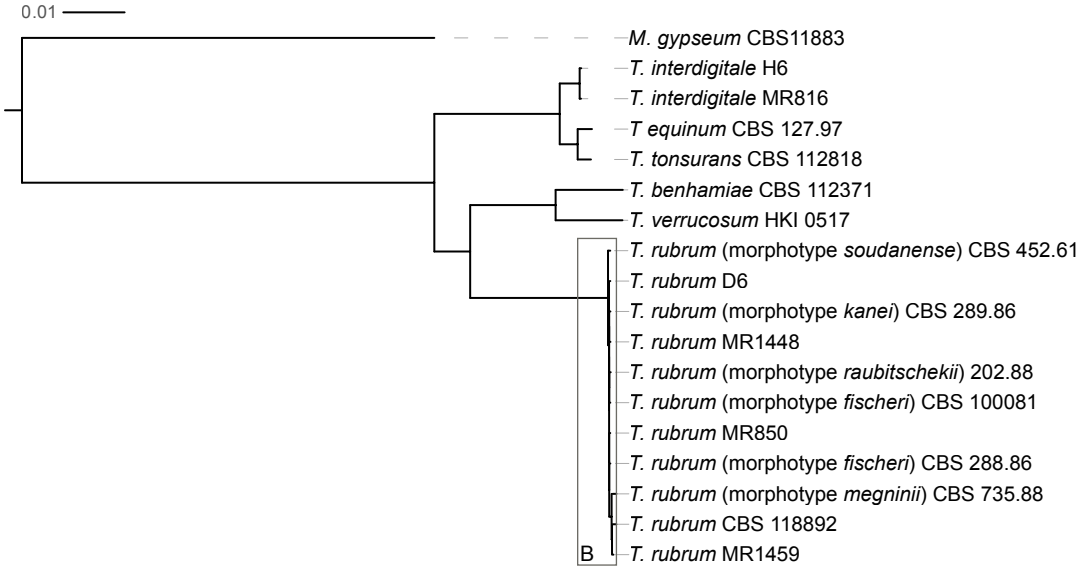 0.01
M. gypseum CBS11883
T. interdigitale H6
T. interdigitale MR816
T equinum CBS 127.97
T. tonsurans CBS 112818
T. benhamiae CBS 112371
T. verrucosum HKI 0517
T. rubrum (morphotype soudanense) CBS 452.61
T. rubrum D6
T. rubrum (morphotype kanei) CBS 289.86
T. rubrum MR1448
T. rubrum (morphotype raubitschekii) 202.88
T. rubrum (morphotype fischeri) CBS 100081
T. rubrum MR850
T. rubrum (morphotype fischeri) CBS 288.86
T. rubrum (morphotype megninii) CBS 735.88
T. rubrum CBS 118892
B
T. rubrum MR1459